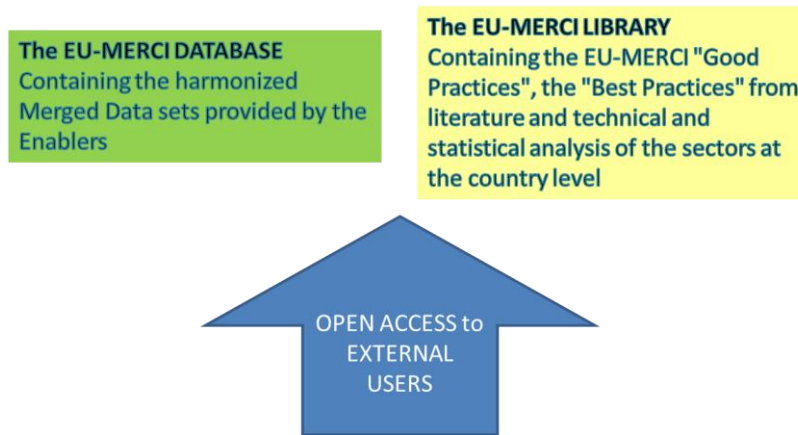 The EU-MERCI DATABASE
Containing the harmonized
Merged Data sets provided by the
Enablers
The EU-MERCI LIBRARY
Containing the EU-MERCI "Good
Practices", the "Best Practices" from
literature and technical and
statistical analysis of the sectors at
the country level
OPEN ACCESS to
EXTERNAL
USERS